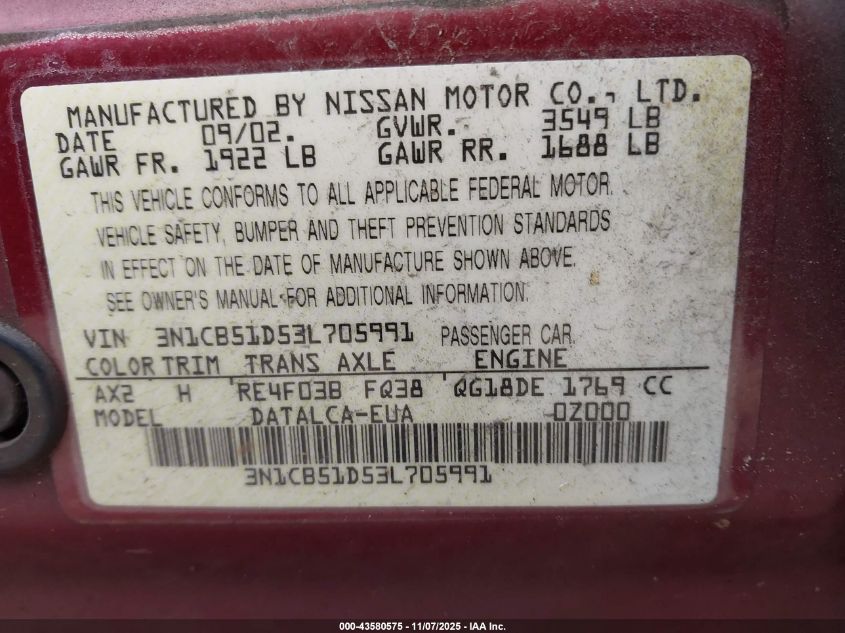 MANUFACTURED BY NISSAN MOTOR CO., LTD.
DATE 09/02. GVWR. 3549 LB
GAWR FR. 1922 LB GAWR RR. 1688 LB
THIS VEHICLE CONFORMS TO ALL APPLICABLE FEDERAL MOTOR.
VEHICLE SAFETY, BUMPER AND THEFT PREVENTION STANDARDS
IN EFFECT ON THE DATE OF MANUFACTURE SHOWN ABOVE.
SEE OWNER'S MANUAL FOR ADDITIONAL INFORMATION.
VIN 3N1CB51D53L705991 PASSENGER CAR
COLOR TRIM TRANS AXLE ENGINE
AX2 H RE4F03B FQ38 QG18DE 1769 CC
MODEL DATALCA-EUA 0Z000
3N1CB51D53L705991
000-43580575 - 11/07/2025 - IAA Inc.